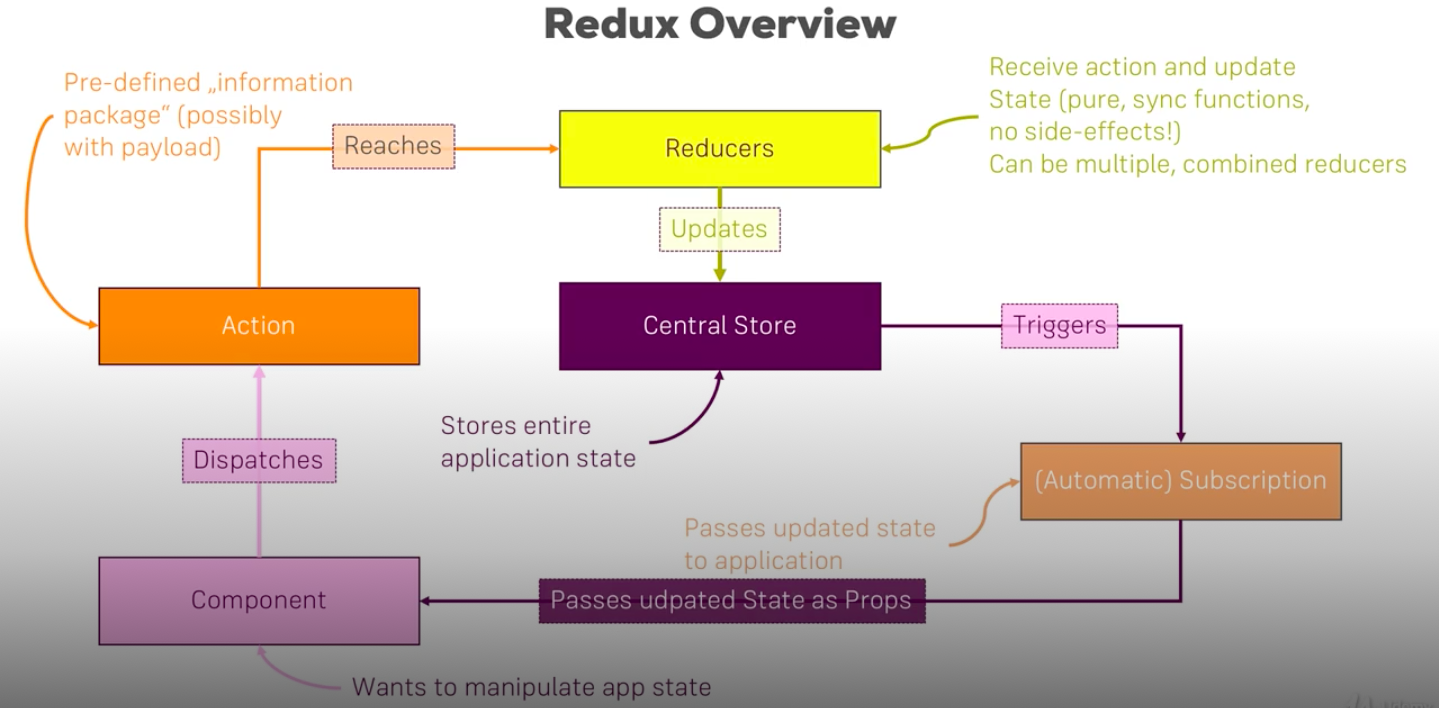 Redux Overview
Pre-defined „information
package“ (possibly
with payload)
Reaches
Reducers
Receive action and update
State (pure, sync functions,
no side-effects!)
Can be multiple, combined reducers
Updates
Action
Central Store
Triggers
Stores entire
application state
Dispatches
(Automatic) Subscription
Passes updated state
to application
Component
Passes udpated State as Props
Wants to manipulate app state